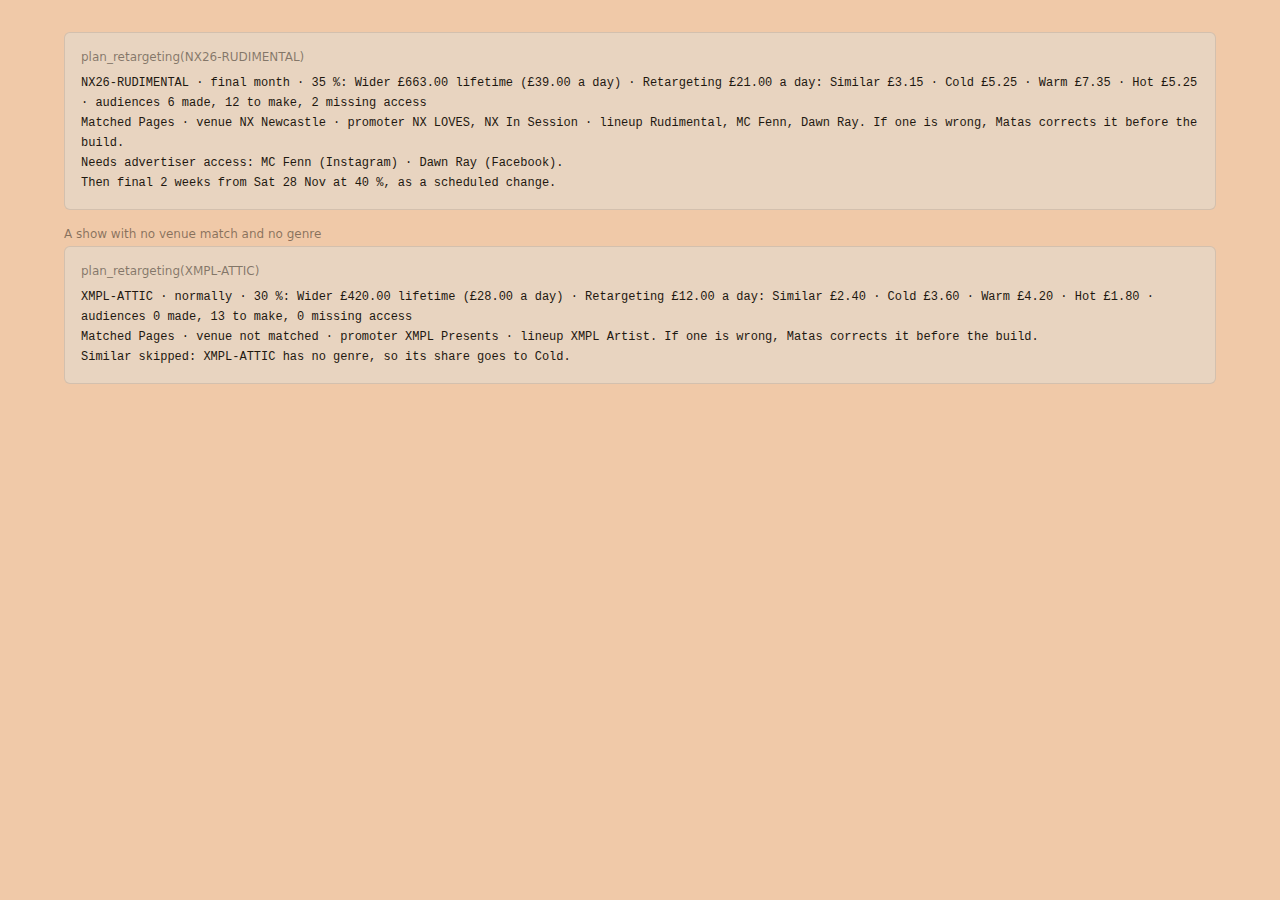 plan_retargeting(NX26-RUDIMENTAL)
NX26-RUDIMENTAL · final month · 35 %: Wider £663.00 lifetime (£39.00 a day) · Retargeting £21.00 a day: Similar £3.15 · Cold £5.25 · Warm £7.35 · Hot £5.25
· audiences 6 made, 12 to make, 2 missing access
Matched Pages · venue NX Newcastle · promoter NX LOVES, NX In Session · lineup Rudimental, MC Fenn, Dawn Ray. If one is wrong, Matas corrects it before the
build.
Needs advertiser access: MC Fenn (Instagram) · Dawn Ray (Facebook).
Then final 2 weeks from Sat 28 Nov at 40 %, as a scheduled change.
A show with no venue match and no genre
plan_retargeting(XMPL-ATTIC)
XMPL-ATTIC · normally · 30 %: Wider £420.00 lifetime (£28.00 a day) · Retargeting £12.00 a day: Similar £2.40 · Cold £3.60 · Warm £4.20 · Hot £1.80 ·
audiences 0 made, 13 to make, 0 missing access
Matched Pages · venue not matched · promoter XMPL Presents · lineup XMPL Artist. If one is wrong, Matas corrects it before the build.
Similar skipped: XMPL-ATTIC has no genre, so its share goes to Cold.